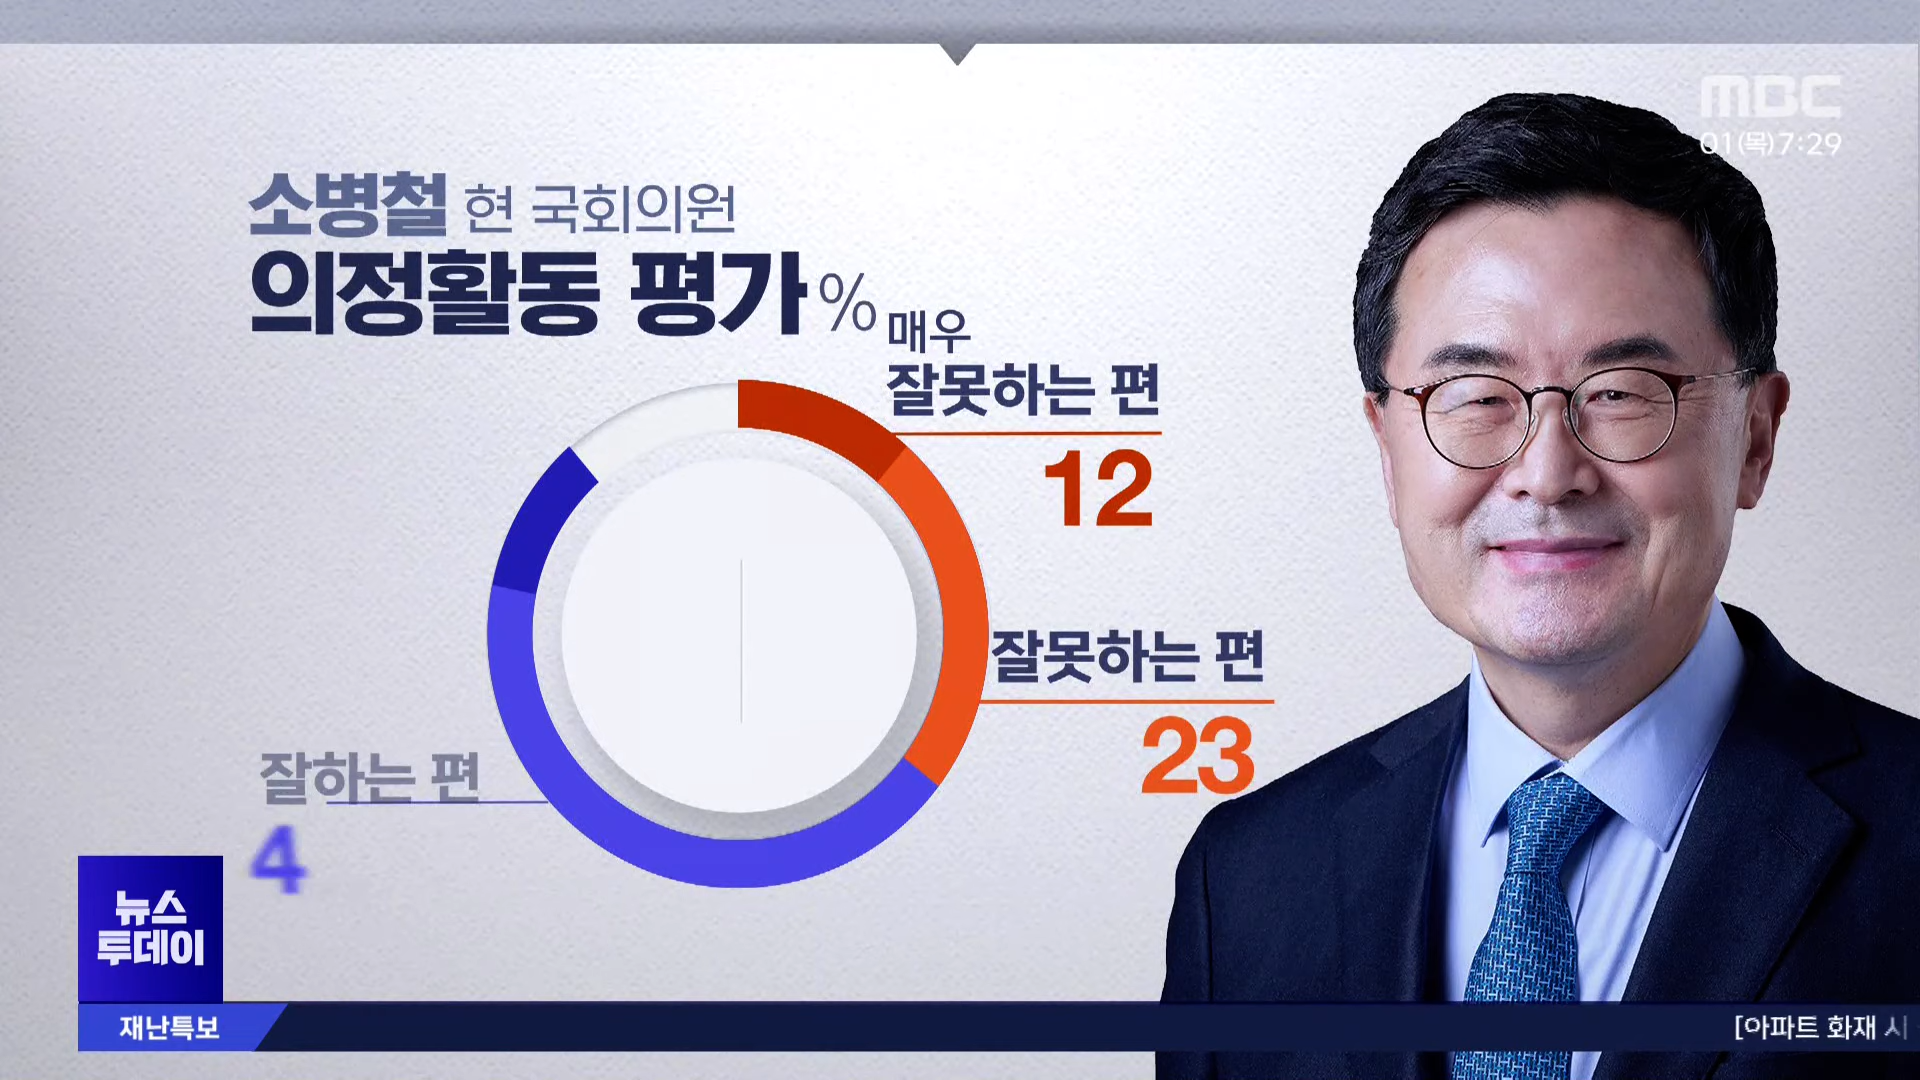 MBC
01(목)7:29
소병철 현 국회의원
의정활동 평가 %
매우
잘못하는 편
12
잘못하는 편
23
잘하는 편
4
뉴스
투데이
재난특보
[아파트 화재 시